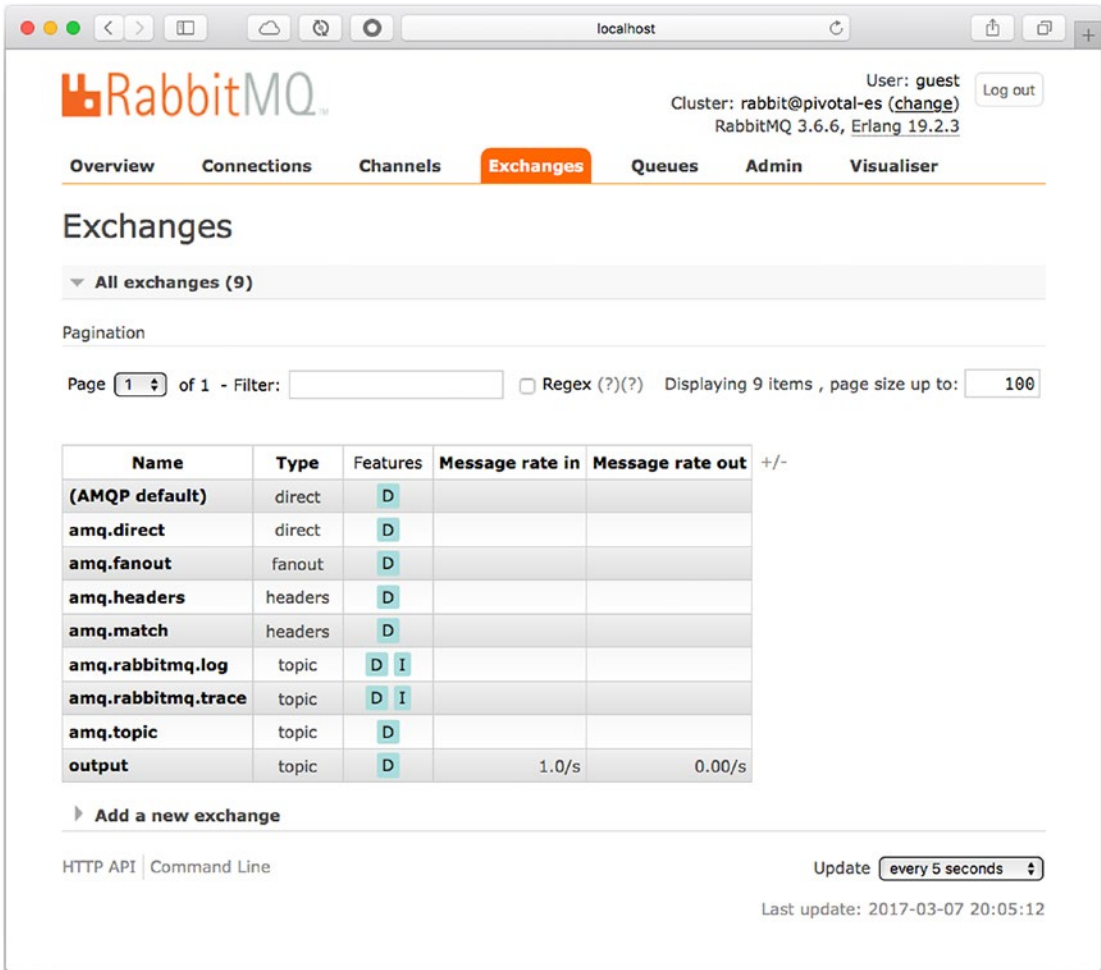 localhost
RabbitMQ
User: guest
Log out
Cluster: rabbit@pivotal-es (change)
RabbitMQ 3.6.6, Erlang 19.2.3
Overview Connections Channels Exchanges Queues Admin Visualiser
Exchanges
All exchanges (9)
Pagination
Page 1 of 1 - Filter: Regex (?)(?) Displaying 9 items , page size up to: 100
Name Type Features Message rate in Message rate out +/-
(AMQP default) direct D
amq.direct direct D
amq.fanout fanout D
amq.headers headers D
amq.match headers D
amq.rabbitmq.log topic D I
amq.rabbitmq.trace topic D I
amq.topic topic D
output topic D 1.0/s 0.00/s
Add a new exchange
HTTP API Command Line
Update every 5 seconds
Last update: 2017-03-07 20:05:12